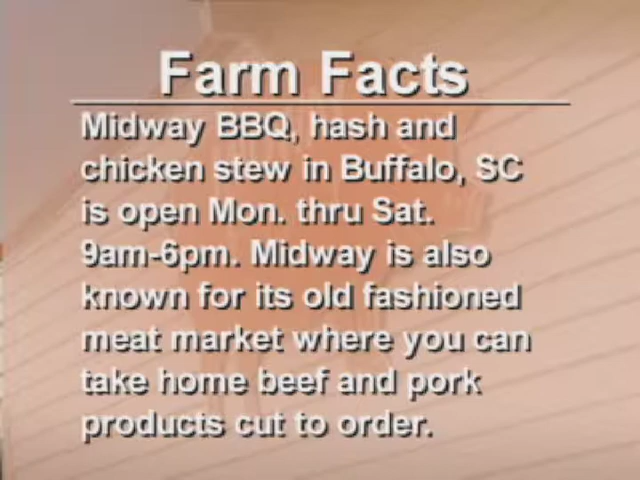 Farm Facts
Midway BBQ, hash and
chicken stew in Buffalo, SC
is open Mon. thru Sat.
9am-6pm. Midway is also
known for its old fashioned
meat market where you can
take home beef and pork
products cut to order.